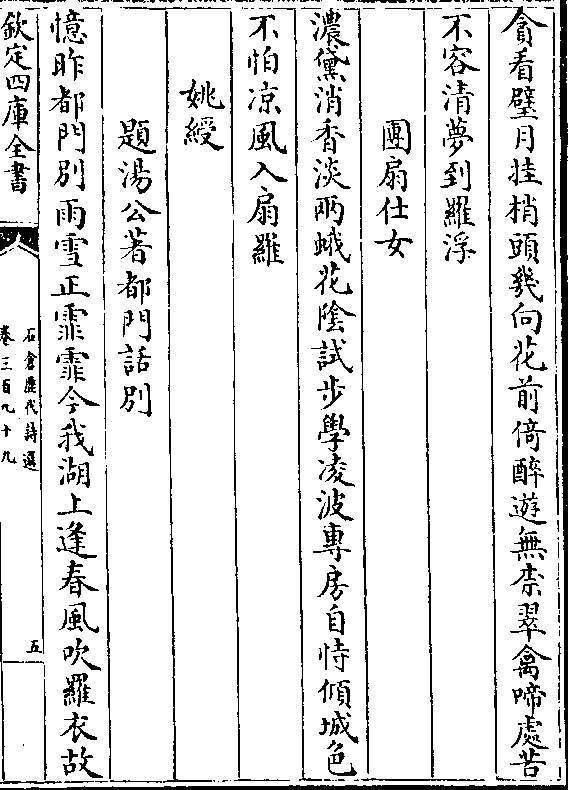 貪看璧月挂梢頭幾向花前倚醉遊無柰翠禽啼處苦
不容清夢到羅浮
團扇仕女
濃黛消香淡兩蛾花陰試步學凌波專房自恃傾城色
不怕凉風入扇羅
姚綬
題湯公著都門話別
憶昨都門別雨雪正霏霏今我湖上逢春風吹羅衣故
欽定四庫全書
石倉歷代詩選
卷三百九十九
五